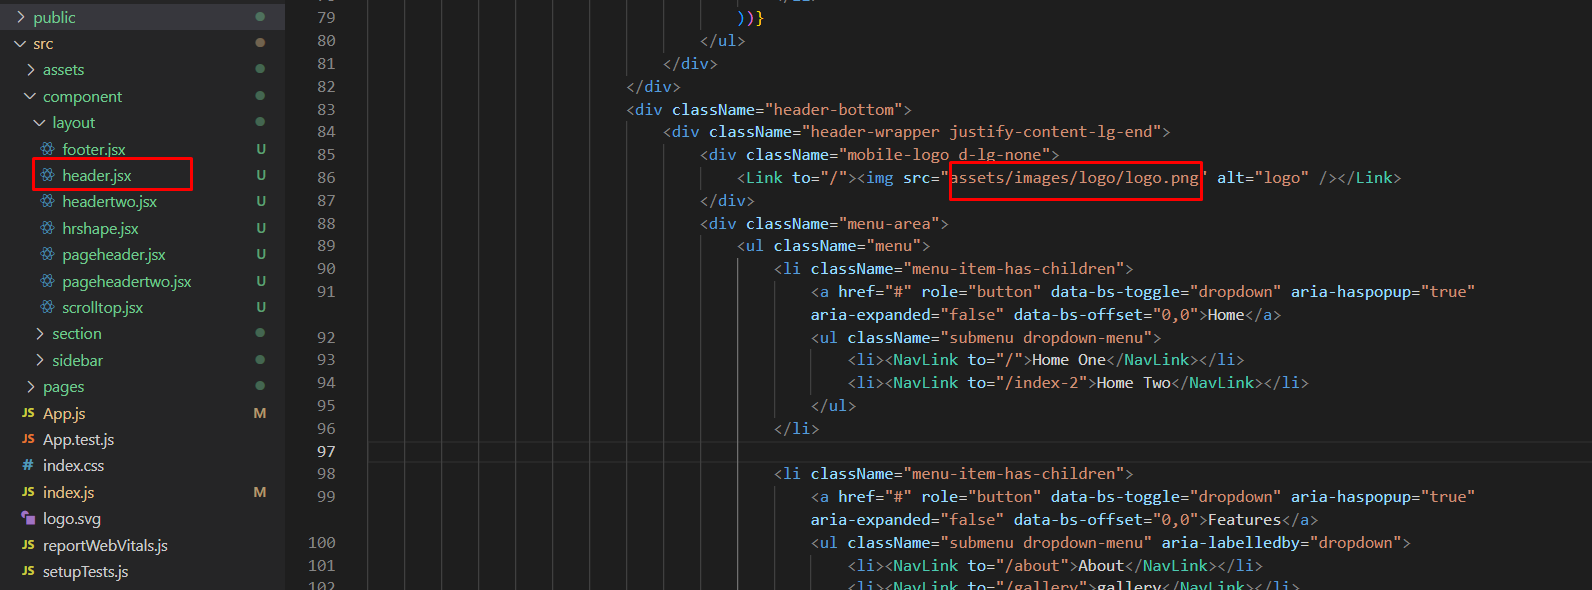 public
src
assets
component
layout
footer.jsx U
header.jsx U
headertwo.jsx U
hrshape.jsx U
pageheader.jsx U
pageheadertwo.jsx U
scrolltop.jsx U
section
sidebar
pages
JS App.js M
JS App.test.js
# index.css
JS index.js M
logo.svg
JS reportWebVitals.js
JS setupTests.js
79 ))}
80 </ul>
81 </div>
82 </div>
83 <div className="header-bottom">
84 <div className="header-wrapper justify-content-lg-end">
85 <div className="mobile-logo d-lg-none">
86 <Link to="/"><img src="assets/images/logo/logo.png" alt="logo" /></Link>
87 </div>
88 <div className="menu-area">
89 <ul className="menu">
90 <li className="menu-item-has-children">
91 <a href="#" role="button" data-bs-toggle="dropdown" aria-haspopup="true"
aria-expanded="false" data-bs-offset="0,0">Home</a>
92 <ul className="submenu dropdown-menu">
93 <li><NavLink to="/">Home One</NavLink></li>
94 <li><NavLink to="/index-2">Home Two</NavLink></li>
95 </ul>
96 </li>
97
98 <li className="menu-item-has-children">
99 <a href="#" role="button" data-bs-toggle="dropdown" aria-haspopup="true"
aria-expanded="false" data-bs-offset="0,0">Features</a>
100 <ul className="submenu dropdown-menu" aria-labelledby="dropdown">
101 <li><NavLink to="/about">About</NavLink></li>
102 <li><NavLink to="/gallery">gallery</NavLink></li>